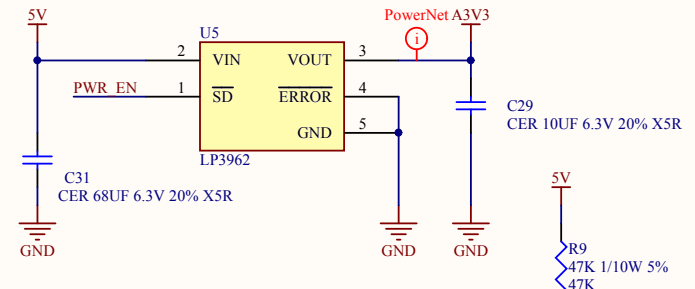 5V
U5
PowerNet A3V3
i
2 VIN VOUT 3
PWR_EN 1 SD ERROR 4
GND 5
LP3962
C29
CER 10UF 6.3V 20% X5R
C31
CER 68UF 6.3V 20% X5R
5V
GND
GND
GND
R9
47K 1/10W 5%
47K